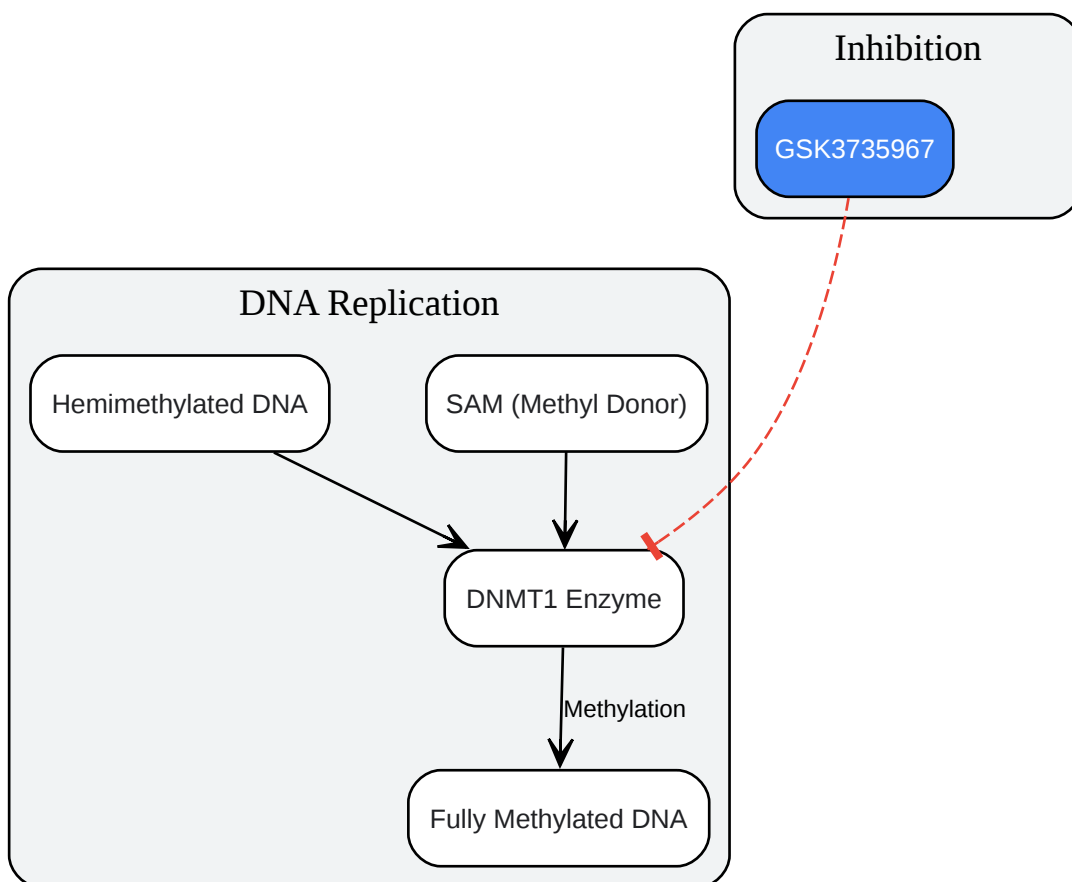 Inhibition
GSK3735967
DNA Replication
Hemimethylated DNA
SAM (Methyl Donor)
DNMT1 Enzyme
Methylation
Fully Methylated DNA